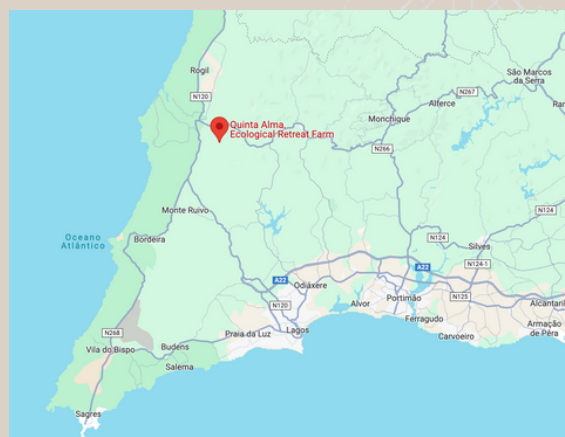 Rogil
N120
Quinta Alma,
Ecological Retreat Farm
São Marcos
da Serra
N267
Alferce
Monchique
N266
Monte Ruivo
Oceano
Atlântico
Bordeira
N124
N124
Silves
N124-1
A22
A22
Odiáxere
N120
Alvor
Portimão
N125
Alcantaril
Ferragudo
Lagos
Praia da Luz
Carvoeiro
Armação
de Pêra
N268
Vila do Bispo
Budens
Salema
Sagres